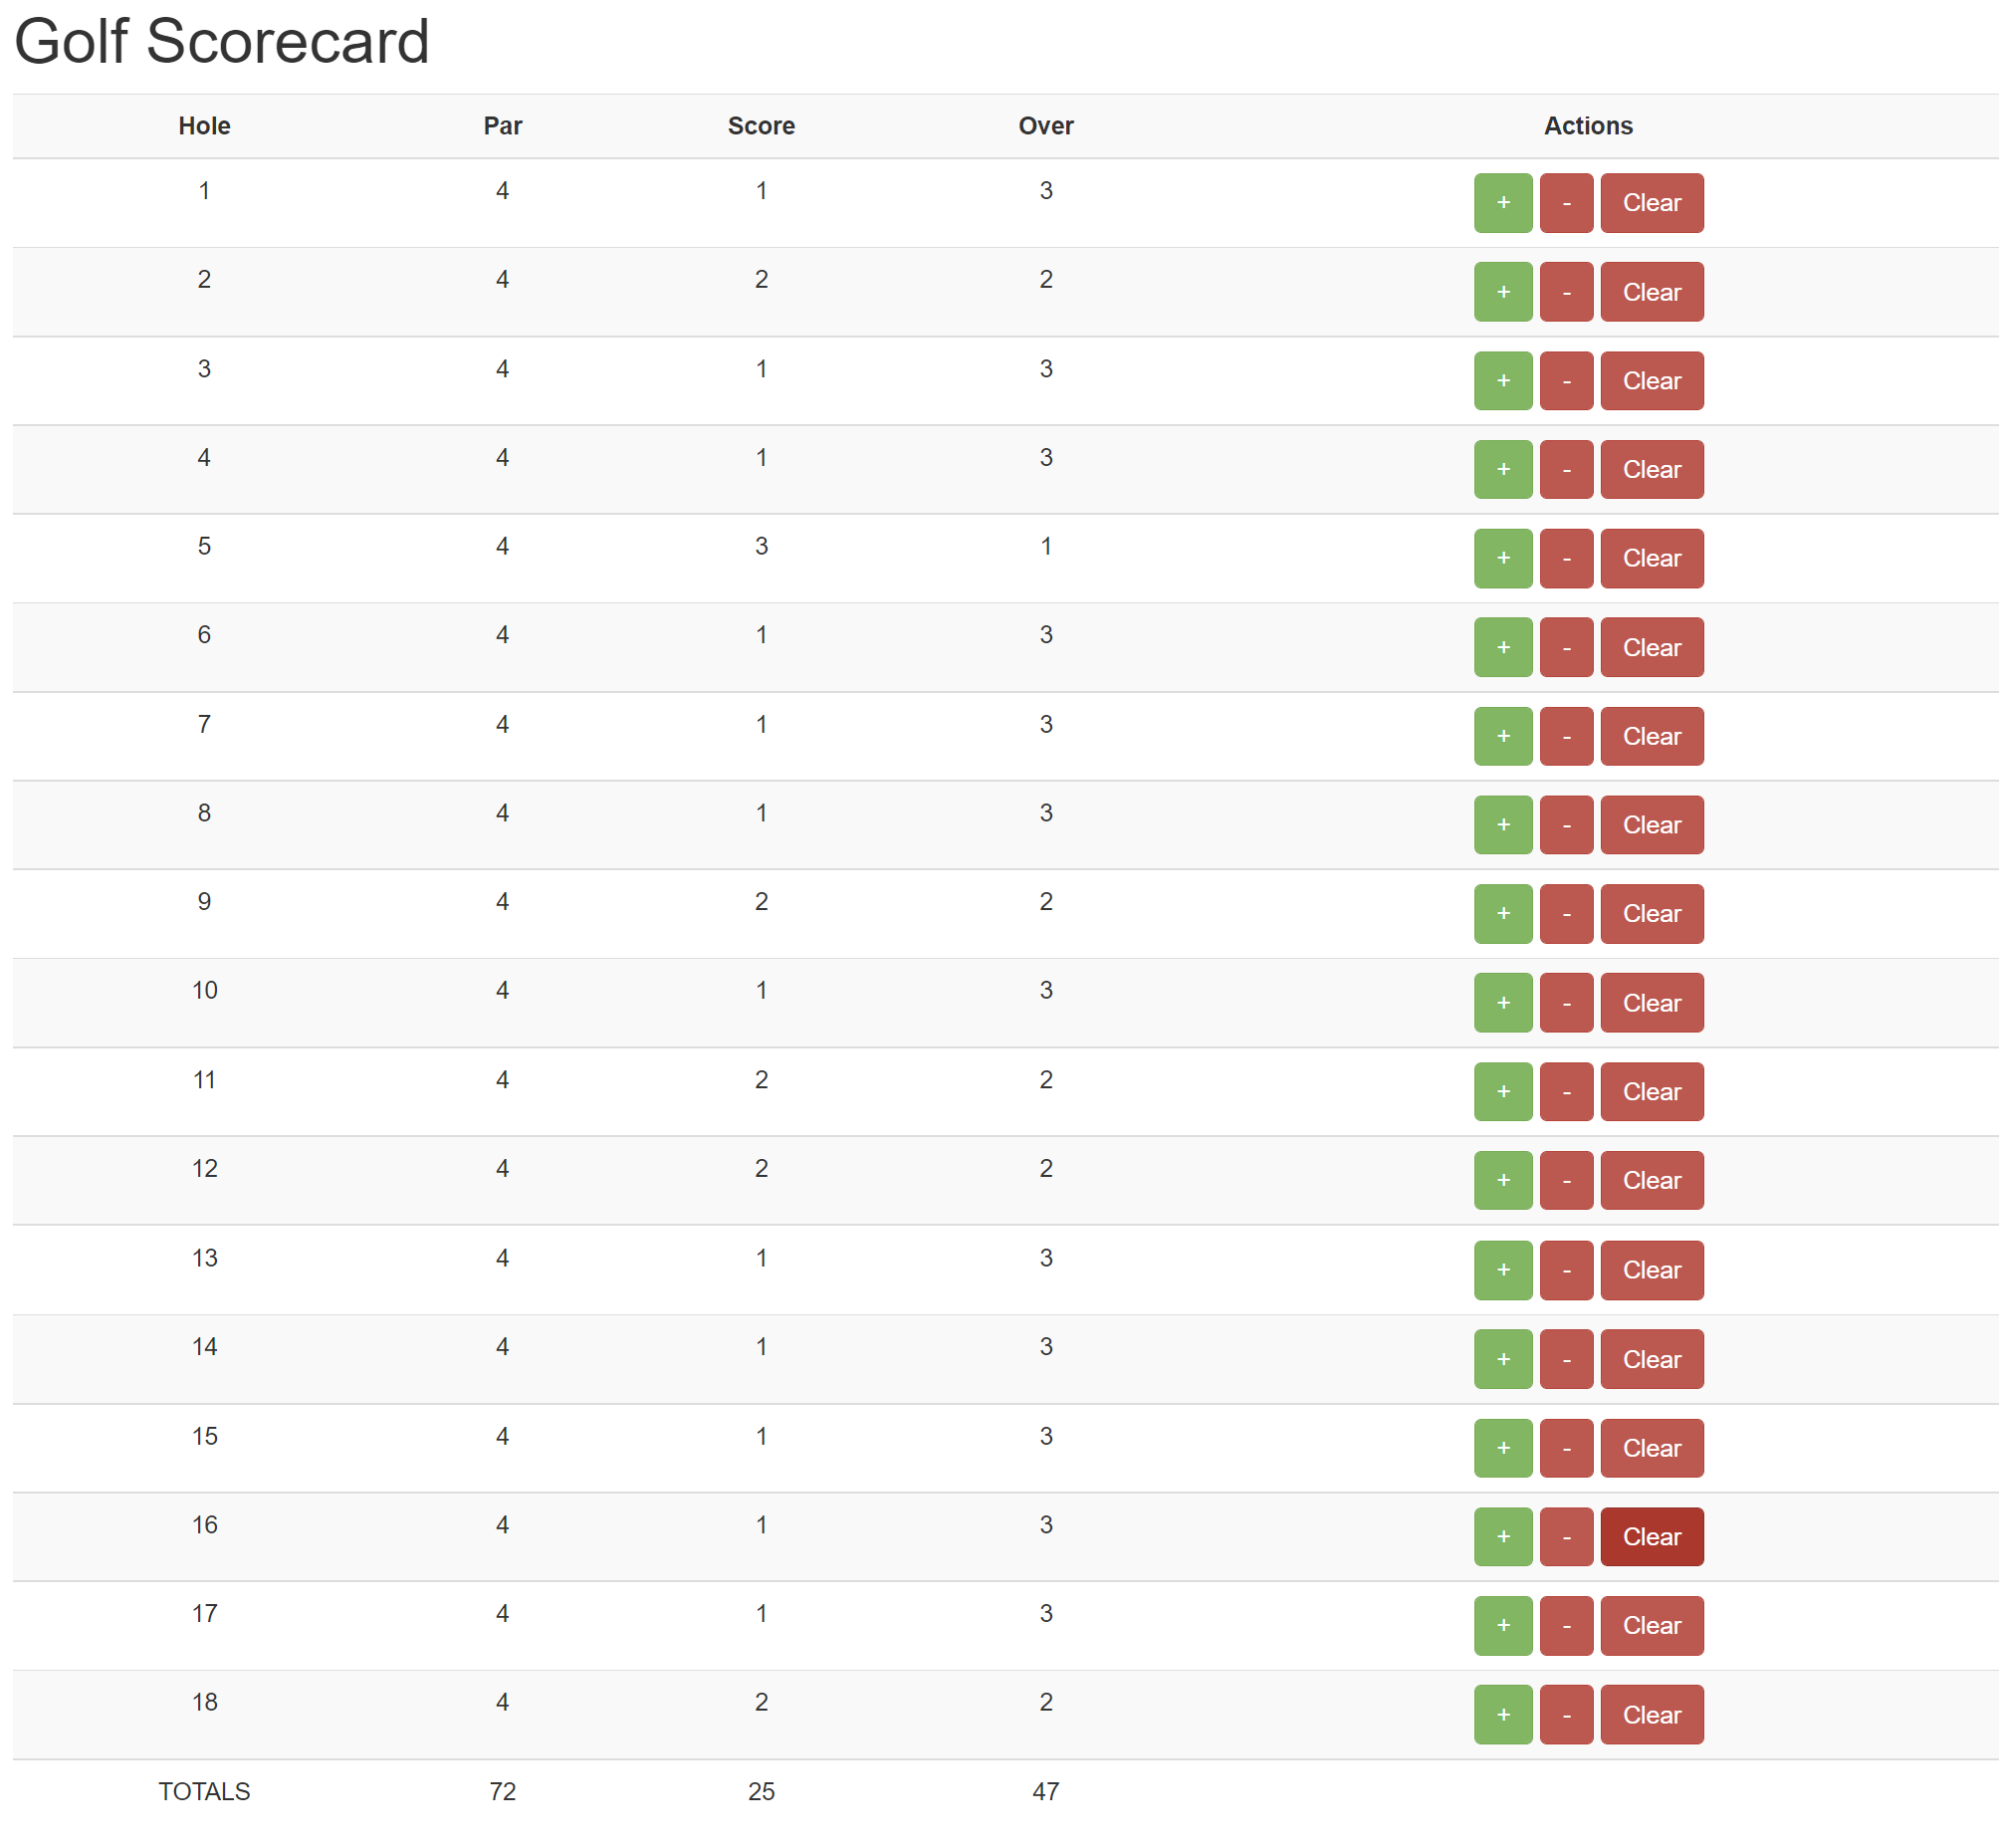 Golf Scorecard
Hole Par Score Over Actions
1 4 1 3 + - Clear
2 4 2 2 + - Clear
3 4 1 3 + - Clear
4 4 1 3 + - Clear
5 4 3 1 + - Clear
6 4 1 3 + - Clear
7 4 1 3 + - Clear
8 4 1 3 + - Clear
9 4 2 2 + - Clear
10 4 1 3 + - Clear
11 4 2 2 + - Clear
12 4 2 2 + - Clear
13 4 1 3 + - Clear
14 4 1 3 + - Clear
15 4 1 3 + - Clear
16 4 1 3 + - Clear
17 4 1 3 + - Clear
18 4 2 2 + - Clear
TOTALS 72 25 47